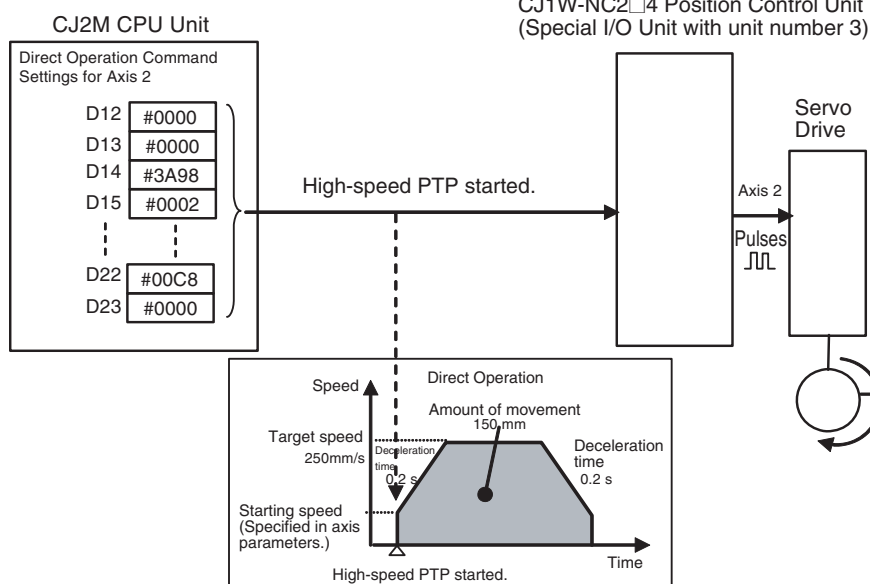 CJ1W-NC2□4 Position Control Unit
(Special I/O Unit with unit number 3)
CJ2M CPU Unit
Direct Operation Command
Settings for Axis 2
D12 #0000
D13 #0000
D14 #3A98
D15 #0002
D22 #00C8
D23 #0000
High-speed PTP started.
Servo
Drive
Axis 2
Pulses
Speed
Direct Operation
Amount of movement
150 mm
Target speed
250mm/s
Deceleration
time
0.2 s
Deceleration
time
0.2 s
Starting speed
(Specified in axis
parameters.)
Time
High-speed PTP started.